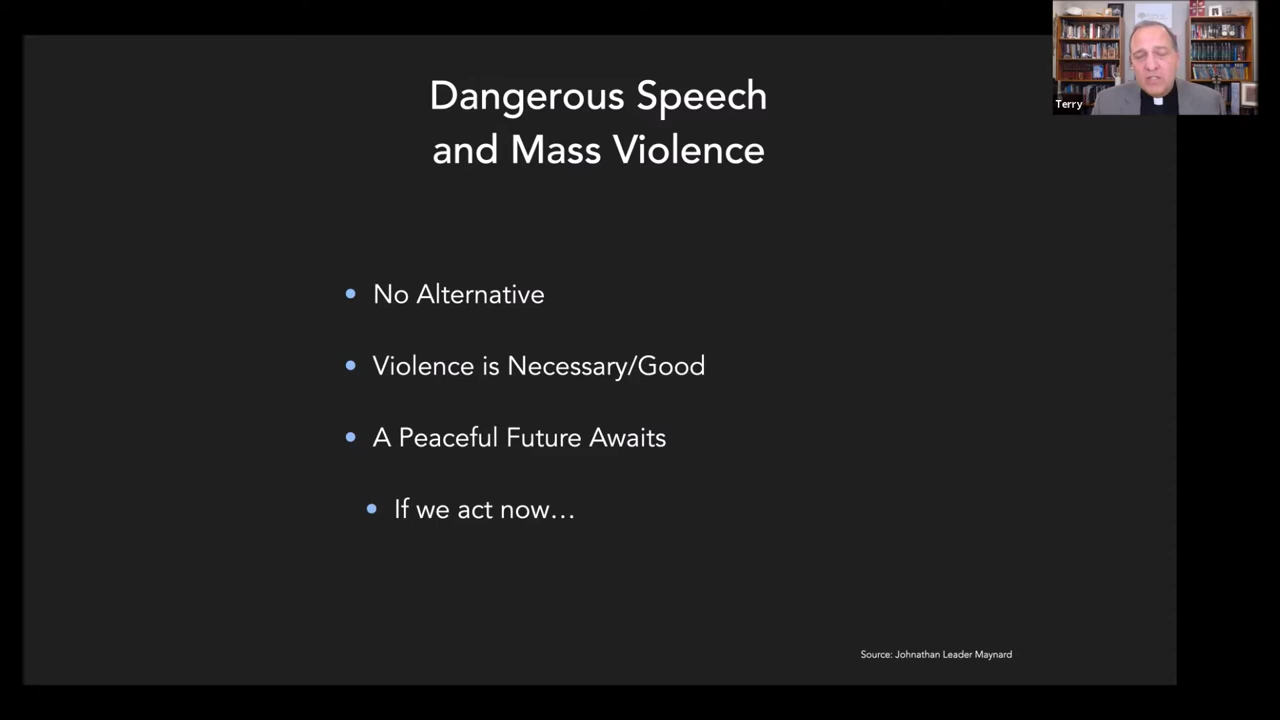 Dangerous Speech
and Mass Violence
• No Alternative
• Violence is Necessary/Good
• A Peaceful Future Awaits
• If we act now…
Source: Johnathan Leader Maynard
Terry